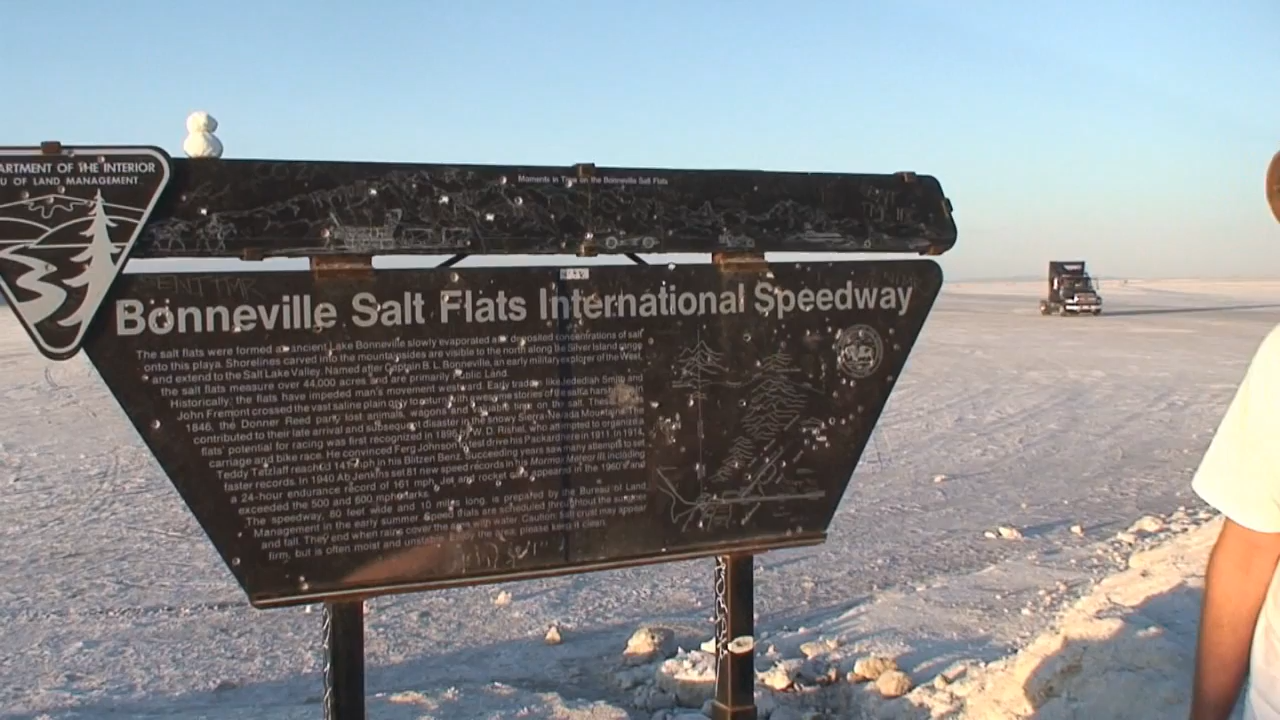 ARTMENT OF THE INTERIOR
U OF LAND MANAGEMENT
Moments in Time on the Bonneville Salt Flats
Bonneville Salt Flats International Speedway
The salt flats were formed as ancient Lake Bonneville slowly evaporated and deposited concentrations of salt
onto this playa. Shorelines carved into the mountainsides are visible to the north along the Silver Island range
and extend to the Salt Lake Valley. Named after Captain B. L. Bonneville, an early military explorer of the West,
the salt flats measure over 44,000 acres and are primarily Public Land.
Historically, the flats have impeded man's movement westward. Early traders like Jedediah Smith and
John Fremont crossed the vast saline plain only to return with some stories of the salt's harsh In
1846, the Donner Reed party lost animals, wagons and valuable time on the salt. These
contributed to their late arrival and subsequent disaster in the snowy Sierra Nevada Mountains. The
flats' potential for racing was first recognized in W. D. Rishel, who attempted to organize a
carriage and bike race. He convinced Ferg Johnson to test drive his Packard here in 1911. In 1914,
Teddy Tetzlaff reached 141 mph in his Blitzen Benz. Succeeding years saw many attempts to set
faster records. In 1940 Ab Jenkins set 81 new speed records in his Mormon Meteor III, including
a 24-hour endurance record of 161 mph. Jet and rocket cars appeared in the 1960's and
exceeded the 500 and 600 mph marks.
The speedway, 80 feet wide and 10 miles long, is prepared by the Bureau of Land
Management in the early summer. Speed trials are scheduled throughout the summer
and fall. They end when rains cover the area with water. Caution: Salt crust may appear
firm, but is often moist and unstable. Enjoy the area; please keep it clean.